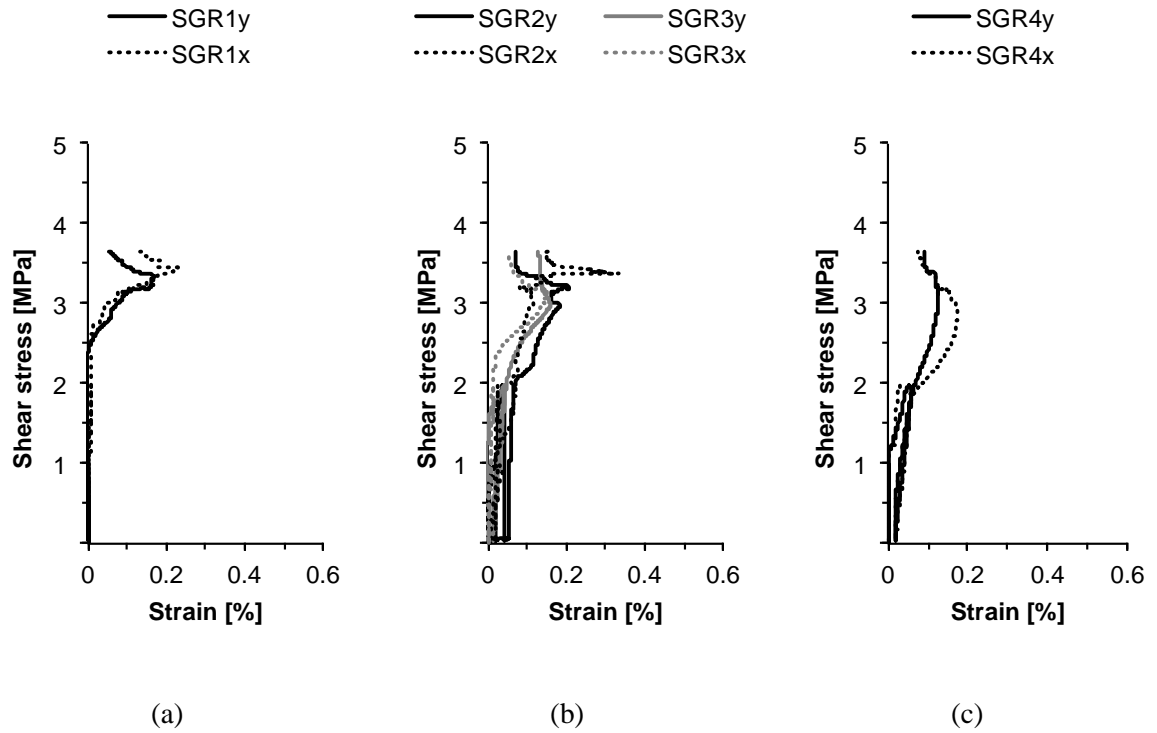 SGR1y
SGR1x
SGR2y SGR3y
SGR2x SGR3x
SGR4y
SGR4x
Shear stress [MPa]
5
4
3
2
1
0 0.2 0.4 0.6
Strain [%]
(a)
Shear stress [MPa]
5
4
3
2
1
0 0.2 0.4 0.6
Strain [%]
(b)
Shear stress [MPa]
5
4
3
2
1
0 0.2 0.4 0.6
Strain [%]
(c)